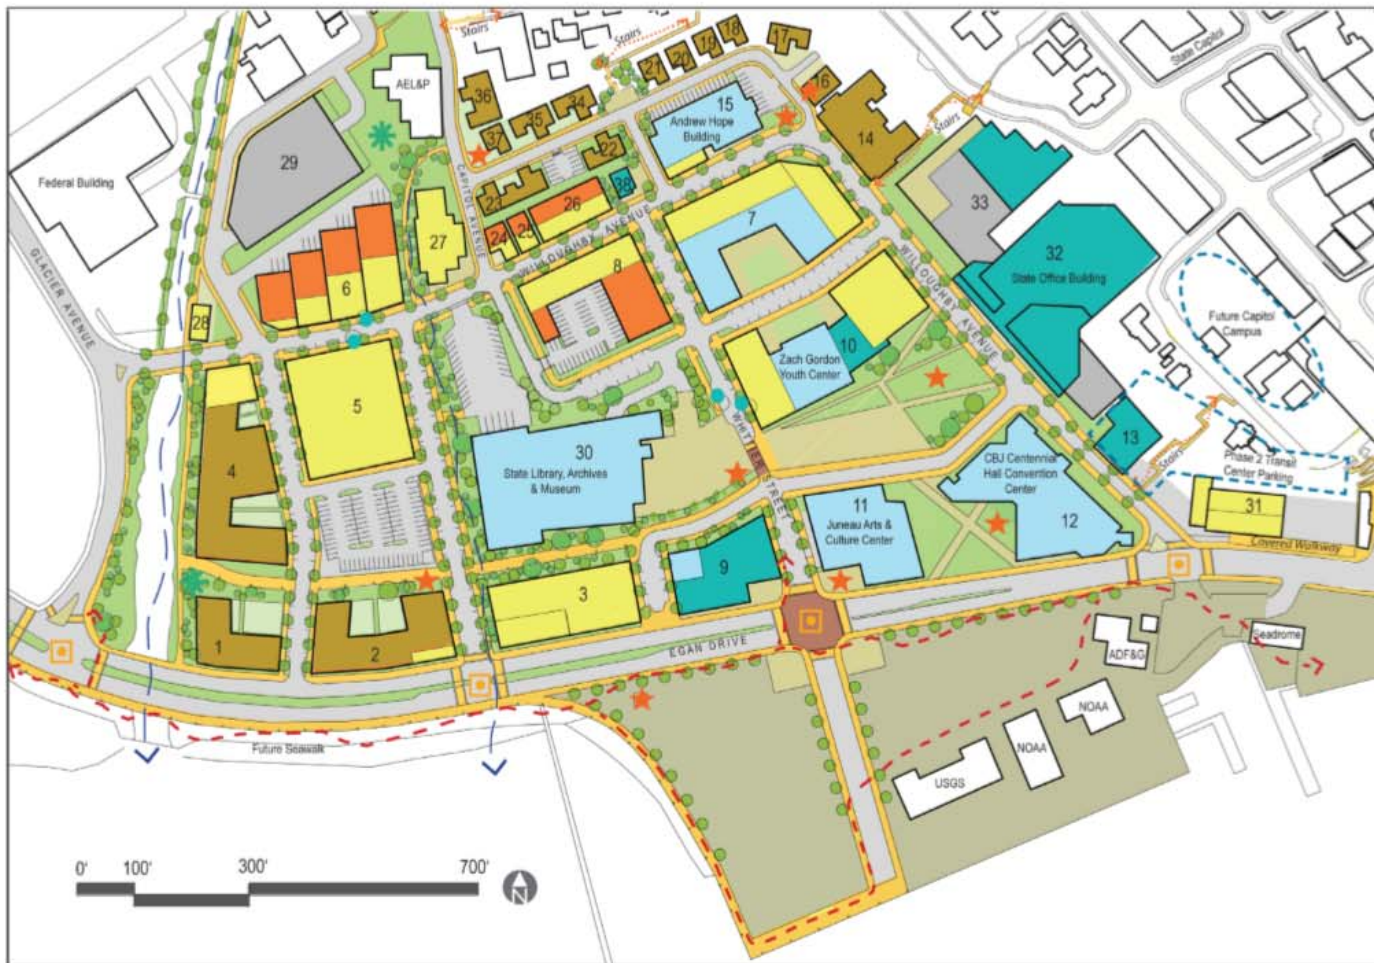 Stairs
Stairs
17
18
19
20
21
State Capitol
AEL&P
36
34
35
37
15
Andrew Hope
Building
16
14
Stairs
29
Federal Building
CAPITOL AVENUE
22
38
23
26
24
25
WILLOUGHBY AVENUE
33
27
7
WILLOUGHBY AVENUE
32
State Office Building
GLACIER AVENUE
8
6
28
Future Capitol
Campus
10
Zach Gordon
Youth Center
5
4
30
State Library, Archives
& Museum
WHITTIER STREET
CBJ Centennial
Hall Convention
Center
12
13
Stairs
Phase 2 Transit
Center Parking
31
Covered Walkway
11
Juneau Arts &
Culture Center
9
3
1
2
EGAN DRIVE
Seadrome
ADF&G
NOAA
NOAA
USGS
Future Seawalk
0' 100' 300' 700'
N